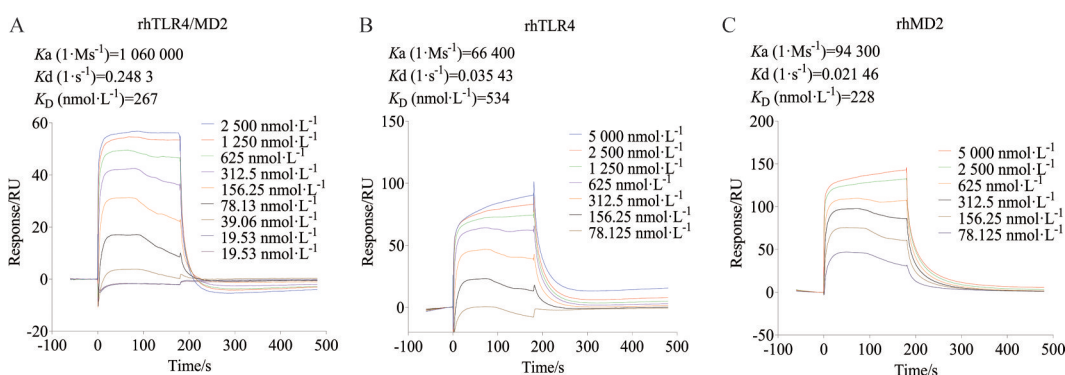 A
rhTLR4/MD2
Ka (1·Ms⁻¹)=1 060 000
Kd (1·s⁻¹)=0.248 3
K_D (nmol·L⁻¹)=267
60
40
20
0
-20
Response/RU
-100
0
100
200
300
400
500
Time/s
2 500 nmol·L⁻¹
1 250 nmol·L⁻¹
625 nmol·L⁻¹
312.5 nmol·L⁻¹
156.25 nmol·L⁻¹
78.13 nmol·L⁻¹
39.06 nmol·L⁻¹
19.53 nmol·L⁻¹
19.53 nmol·L⁻¹
B
rhTLR4
Ka (1·Ms⁻¹)=66 400
Kd (1·s⁻¹)=0.035 43
K_D (nmol·L⁻¹)=534
150
100
50
0
-20
Response/RU
-100
0
100
200
300
400
500
Time/s
5 000 nmol·L⁻¹
2 500 nmol·L⁻¹
1 250 nmol·L⁻¹
625 nmol·L⁻¹
312.5 nmol·L⁻¹
156.25 nmol·L⁻¹
78.125 nmol·L⁻¹
C
rhMD2
Ka (1·Ms⁻¹)=94 300
Kd (1·s⁻¹)=0.021 46
K_D (nmol·L⁻¹)=228
200
150
100
50
0
-50
Response/RU
-100
0
100
200
300
400
500
Time/s
5 000 nmol·L⁻¹
2 500 nmol·L⁻¹
625 nmol·L⁻¹
312.5 nmol·L⁻¹
156.25 nmol·L⁻¹
78.125 nmol·L⁻¹